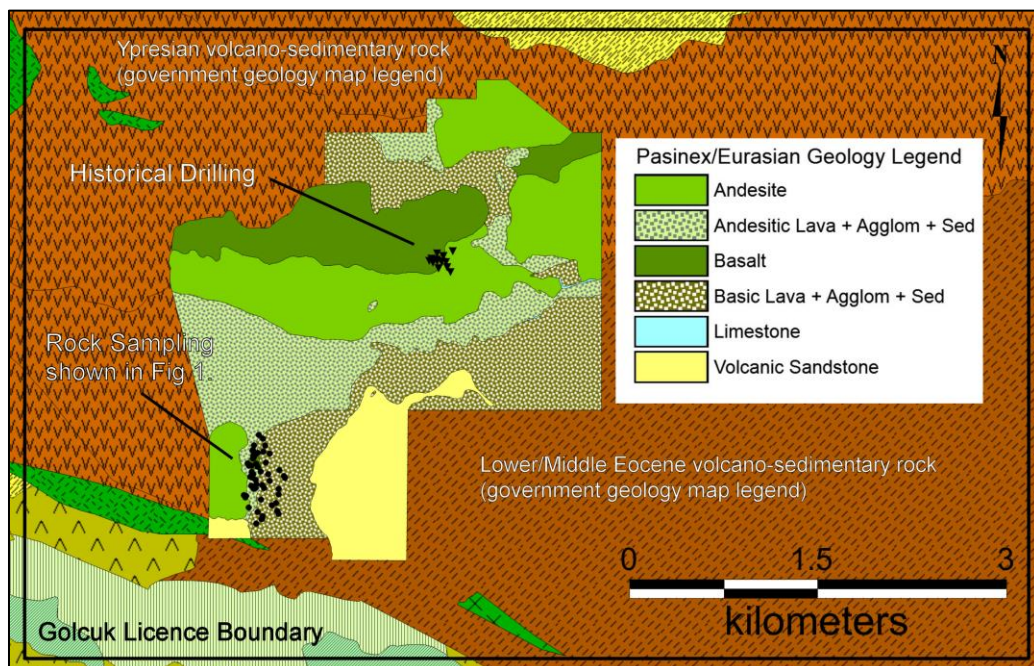 Ypresian volcano-sedimentary rock
(government geology map legend)
N
Historical Drilling
Pasinex/Eurasian Geology Legend
Andesite
Andesitic Lava + Agglom + Sed
Basalt
Basic Lava + Agglom + Sed
Limestone
Volcanic Sandstone
Rock Sampling
shown in Fig 1.
Lower/Middle Eocene volcano-sedimentary rock
(government geology map legend)
0 1.5 3
kilometers
Golcuk Licence Boundary